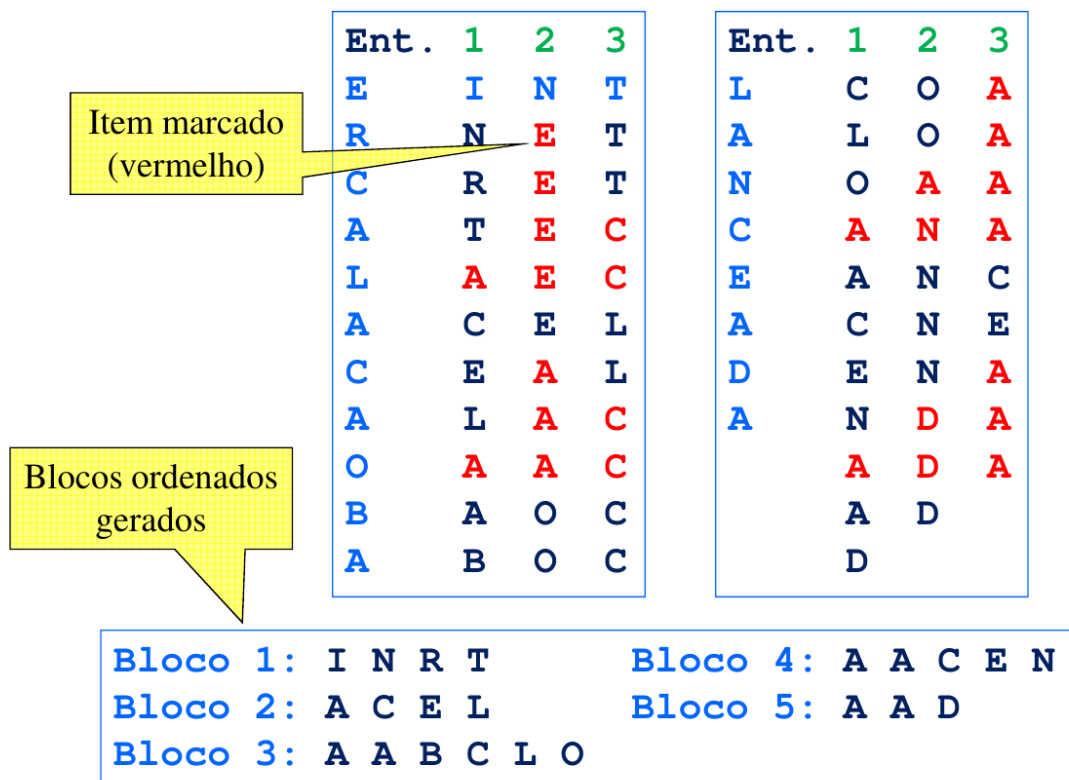 Ent. 1 2 3
E I N T
R N E T
C R E T
A T E C
L A E C
A C E L
C E A L
A L A C
O A A C
B A O C
A B O C
Ent. 1 2 3
L C O A
A L O A
N O A A
C A N A
E A N C
A C N E
D E N A
A N D A
A D A
A D
D
Item marcado
(vermelho)
Blocos ordenados
gerados
Bloco 1: I N R T
Bloco 2: A C E L
Bloco 3: A A B C L O
Bloco 4: A A C E N
Bloco 5: A A D